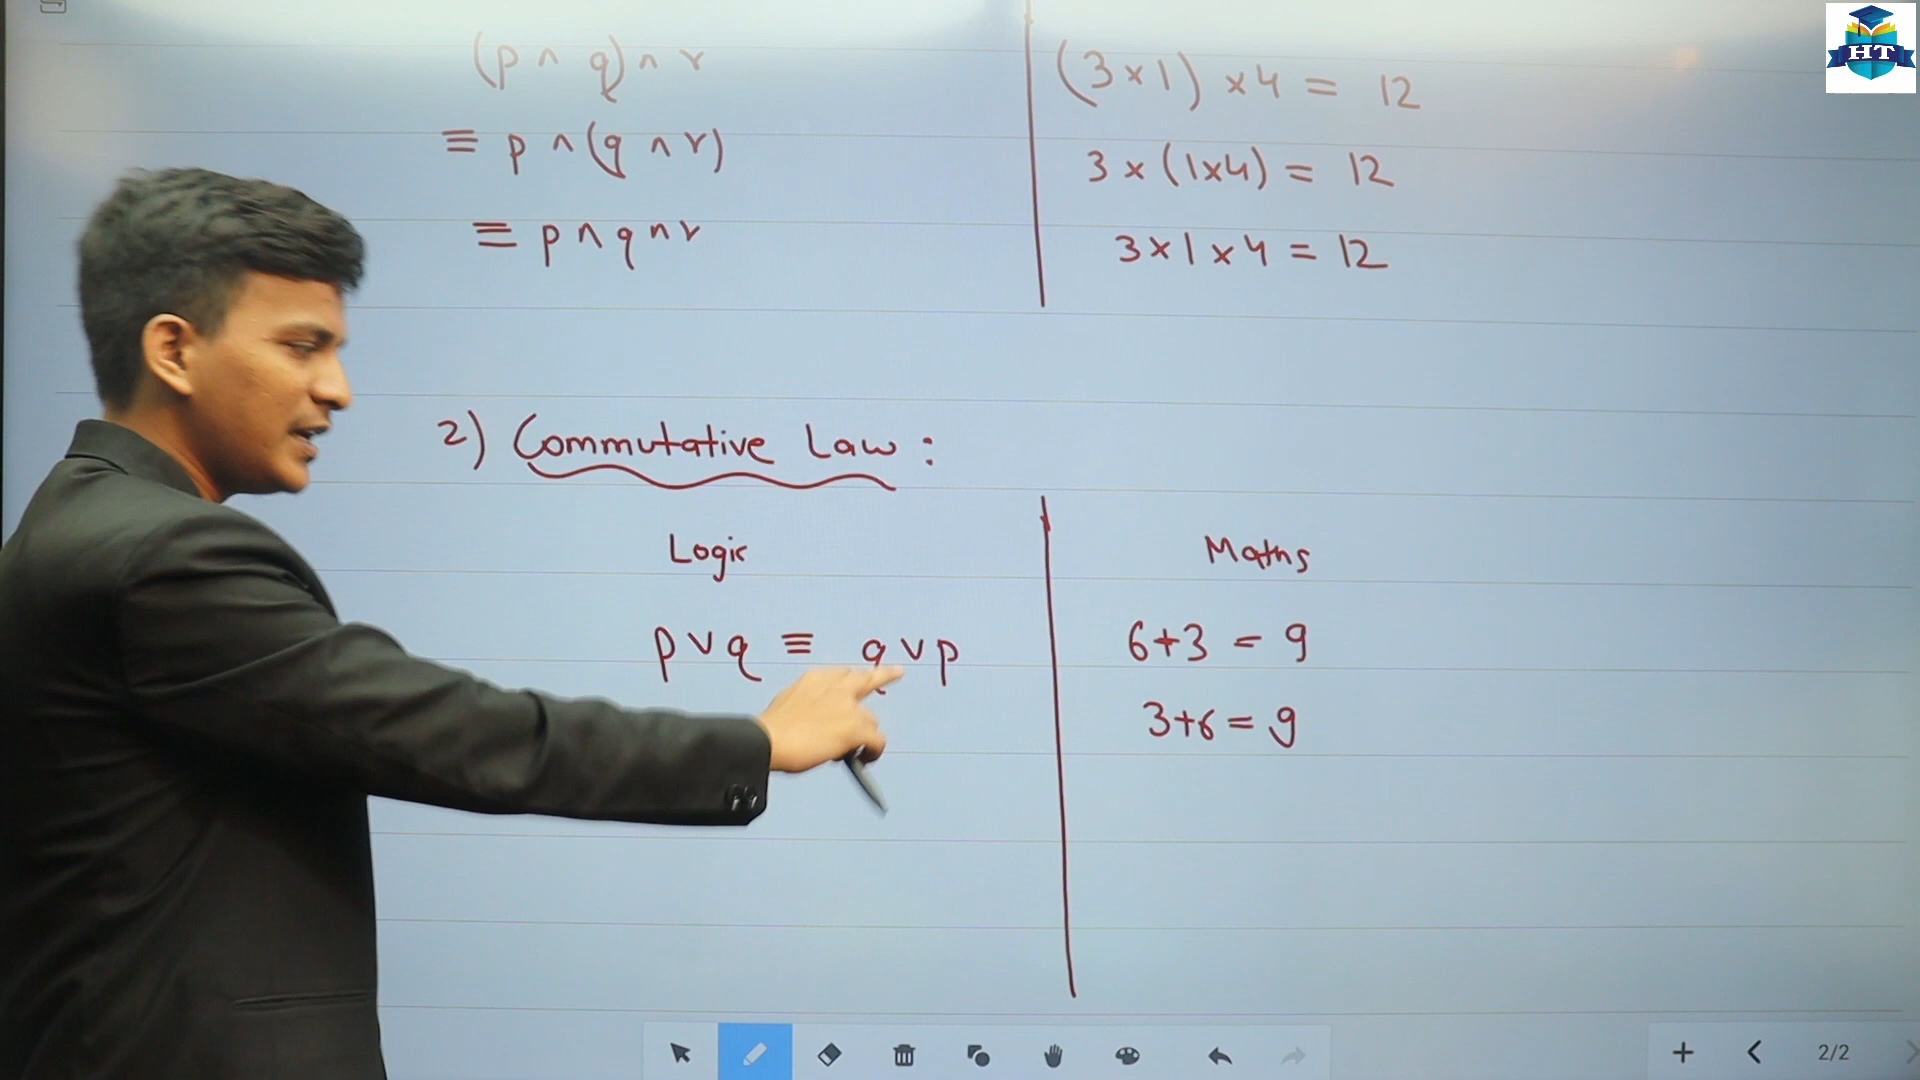 (p ∧ q) ∧ r
≡ p ∧ (q ∧ r)
≡ p ∧ q ∧ r
(3 × 1) × 4 = 12
3 × (1 × 4) = 12
3 × 1 × 4 = 12
HT
2) Commutative Law :
Logic
p ∨ q ≡ q ∨ p
Maths
6 + 3 = 9
3 + 6 = 9
2/2